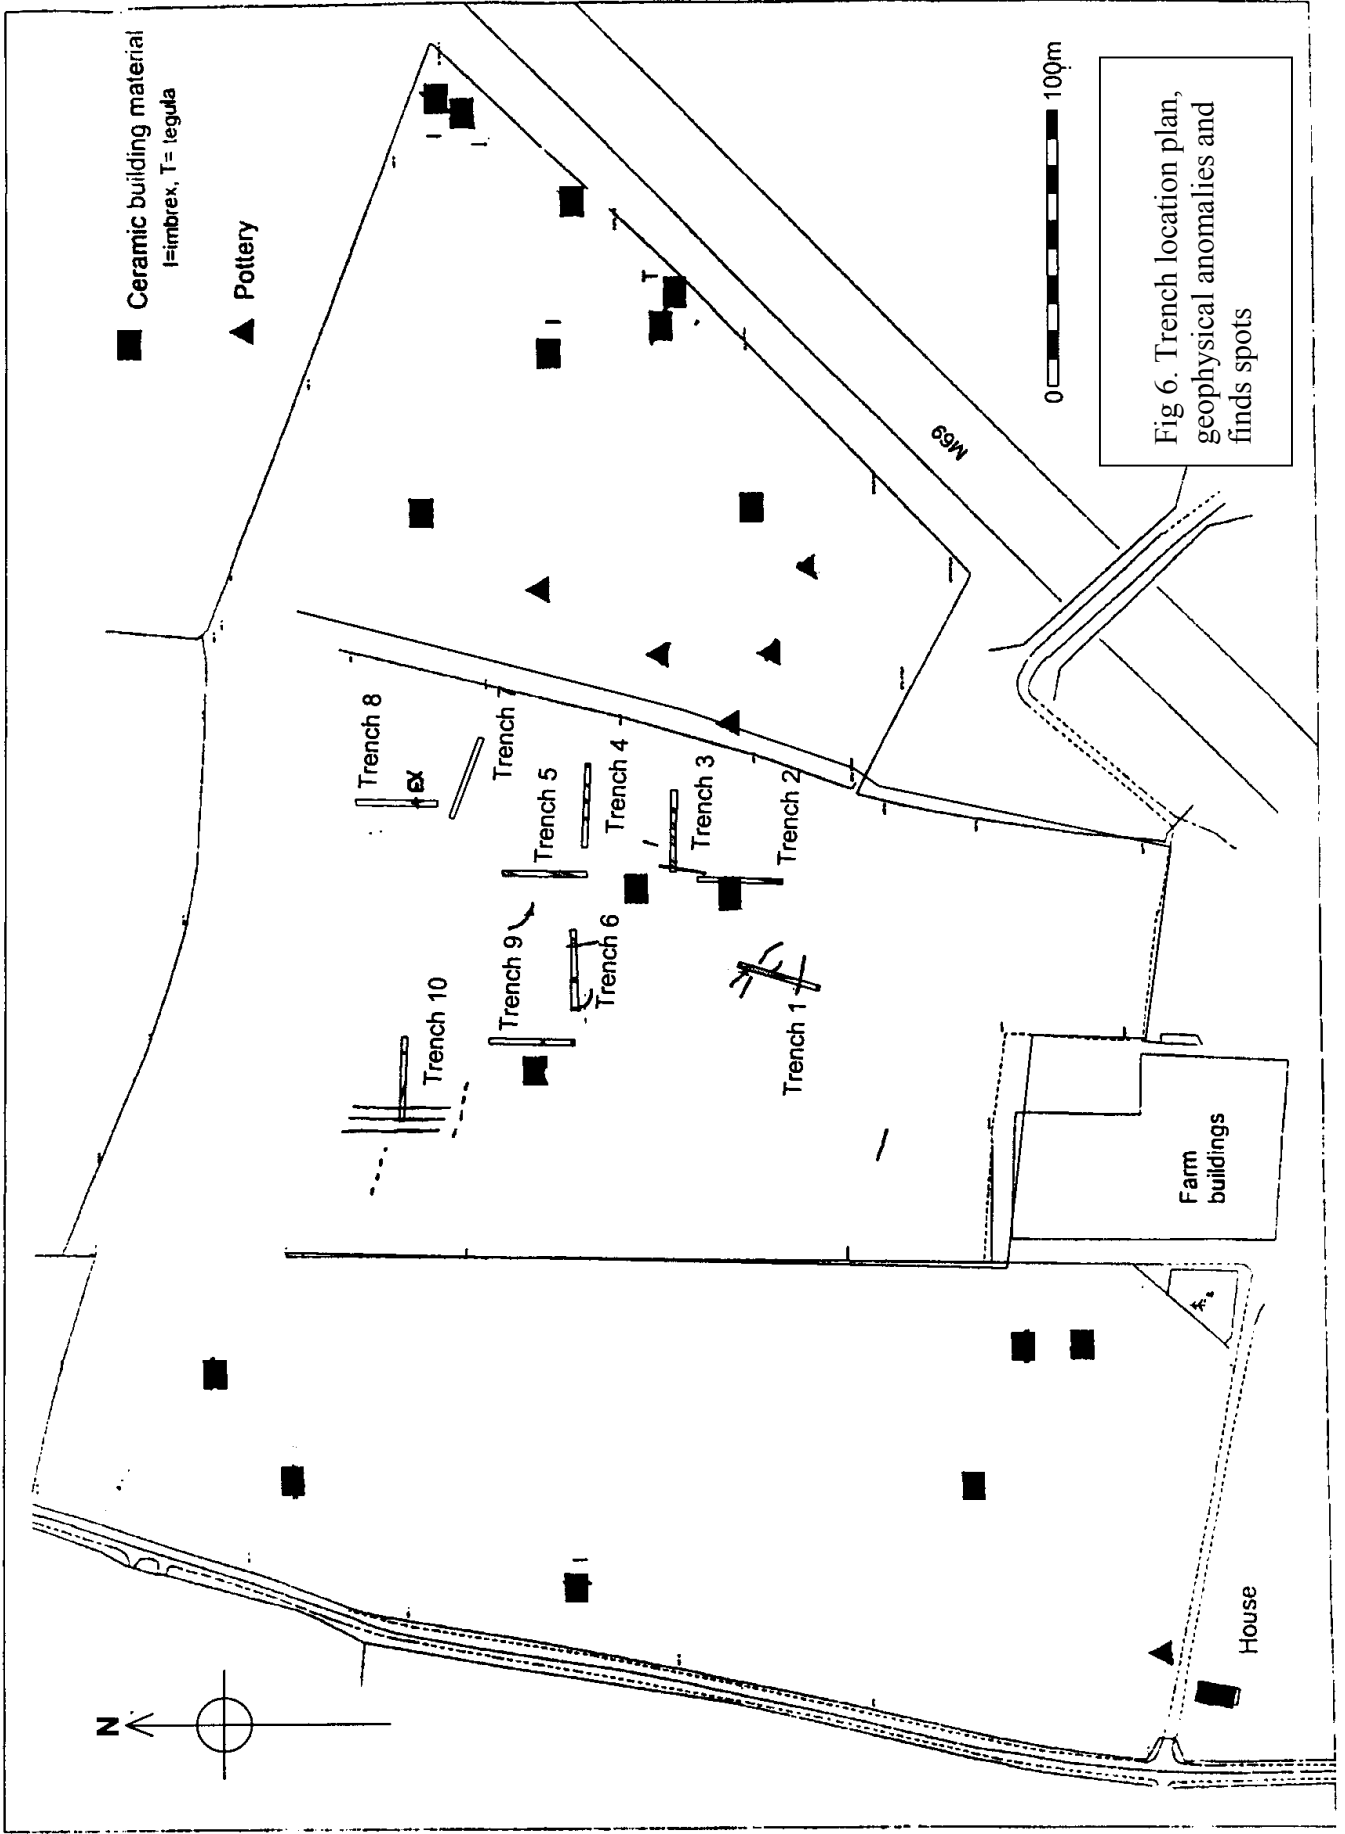 Ceramic building material
I=imbrex, T= tegula
Pottery
I
I
T
I
M69
0
100m
Fig 6. Trench location plan,
geophysical anomalies and
finds spots
Trench 8
EX
Trench 7
Trench 5
Trench 4
Trench 3
Trench 2
Trench 9
Trench 6
Trench 10
Trench 1
Farm
buildings
I
House
N